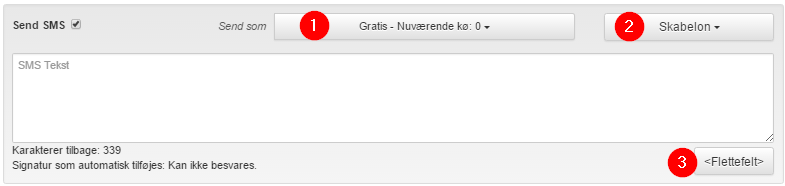 Send SMS Send som 1 Gratis - Nuværende kø: 0 2 Skabelon
SMS Tekst
Karakterer tilbage: 339
Signatur som automatisk tilføjes: Kan ikke besvares.
3 <Flettefelt>